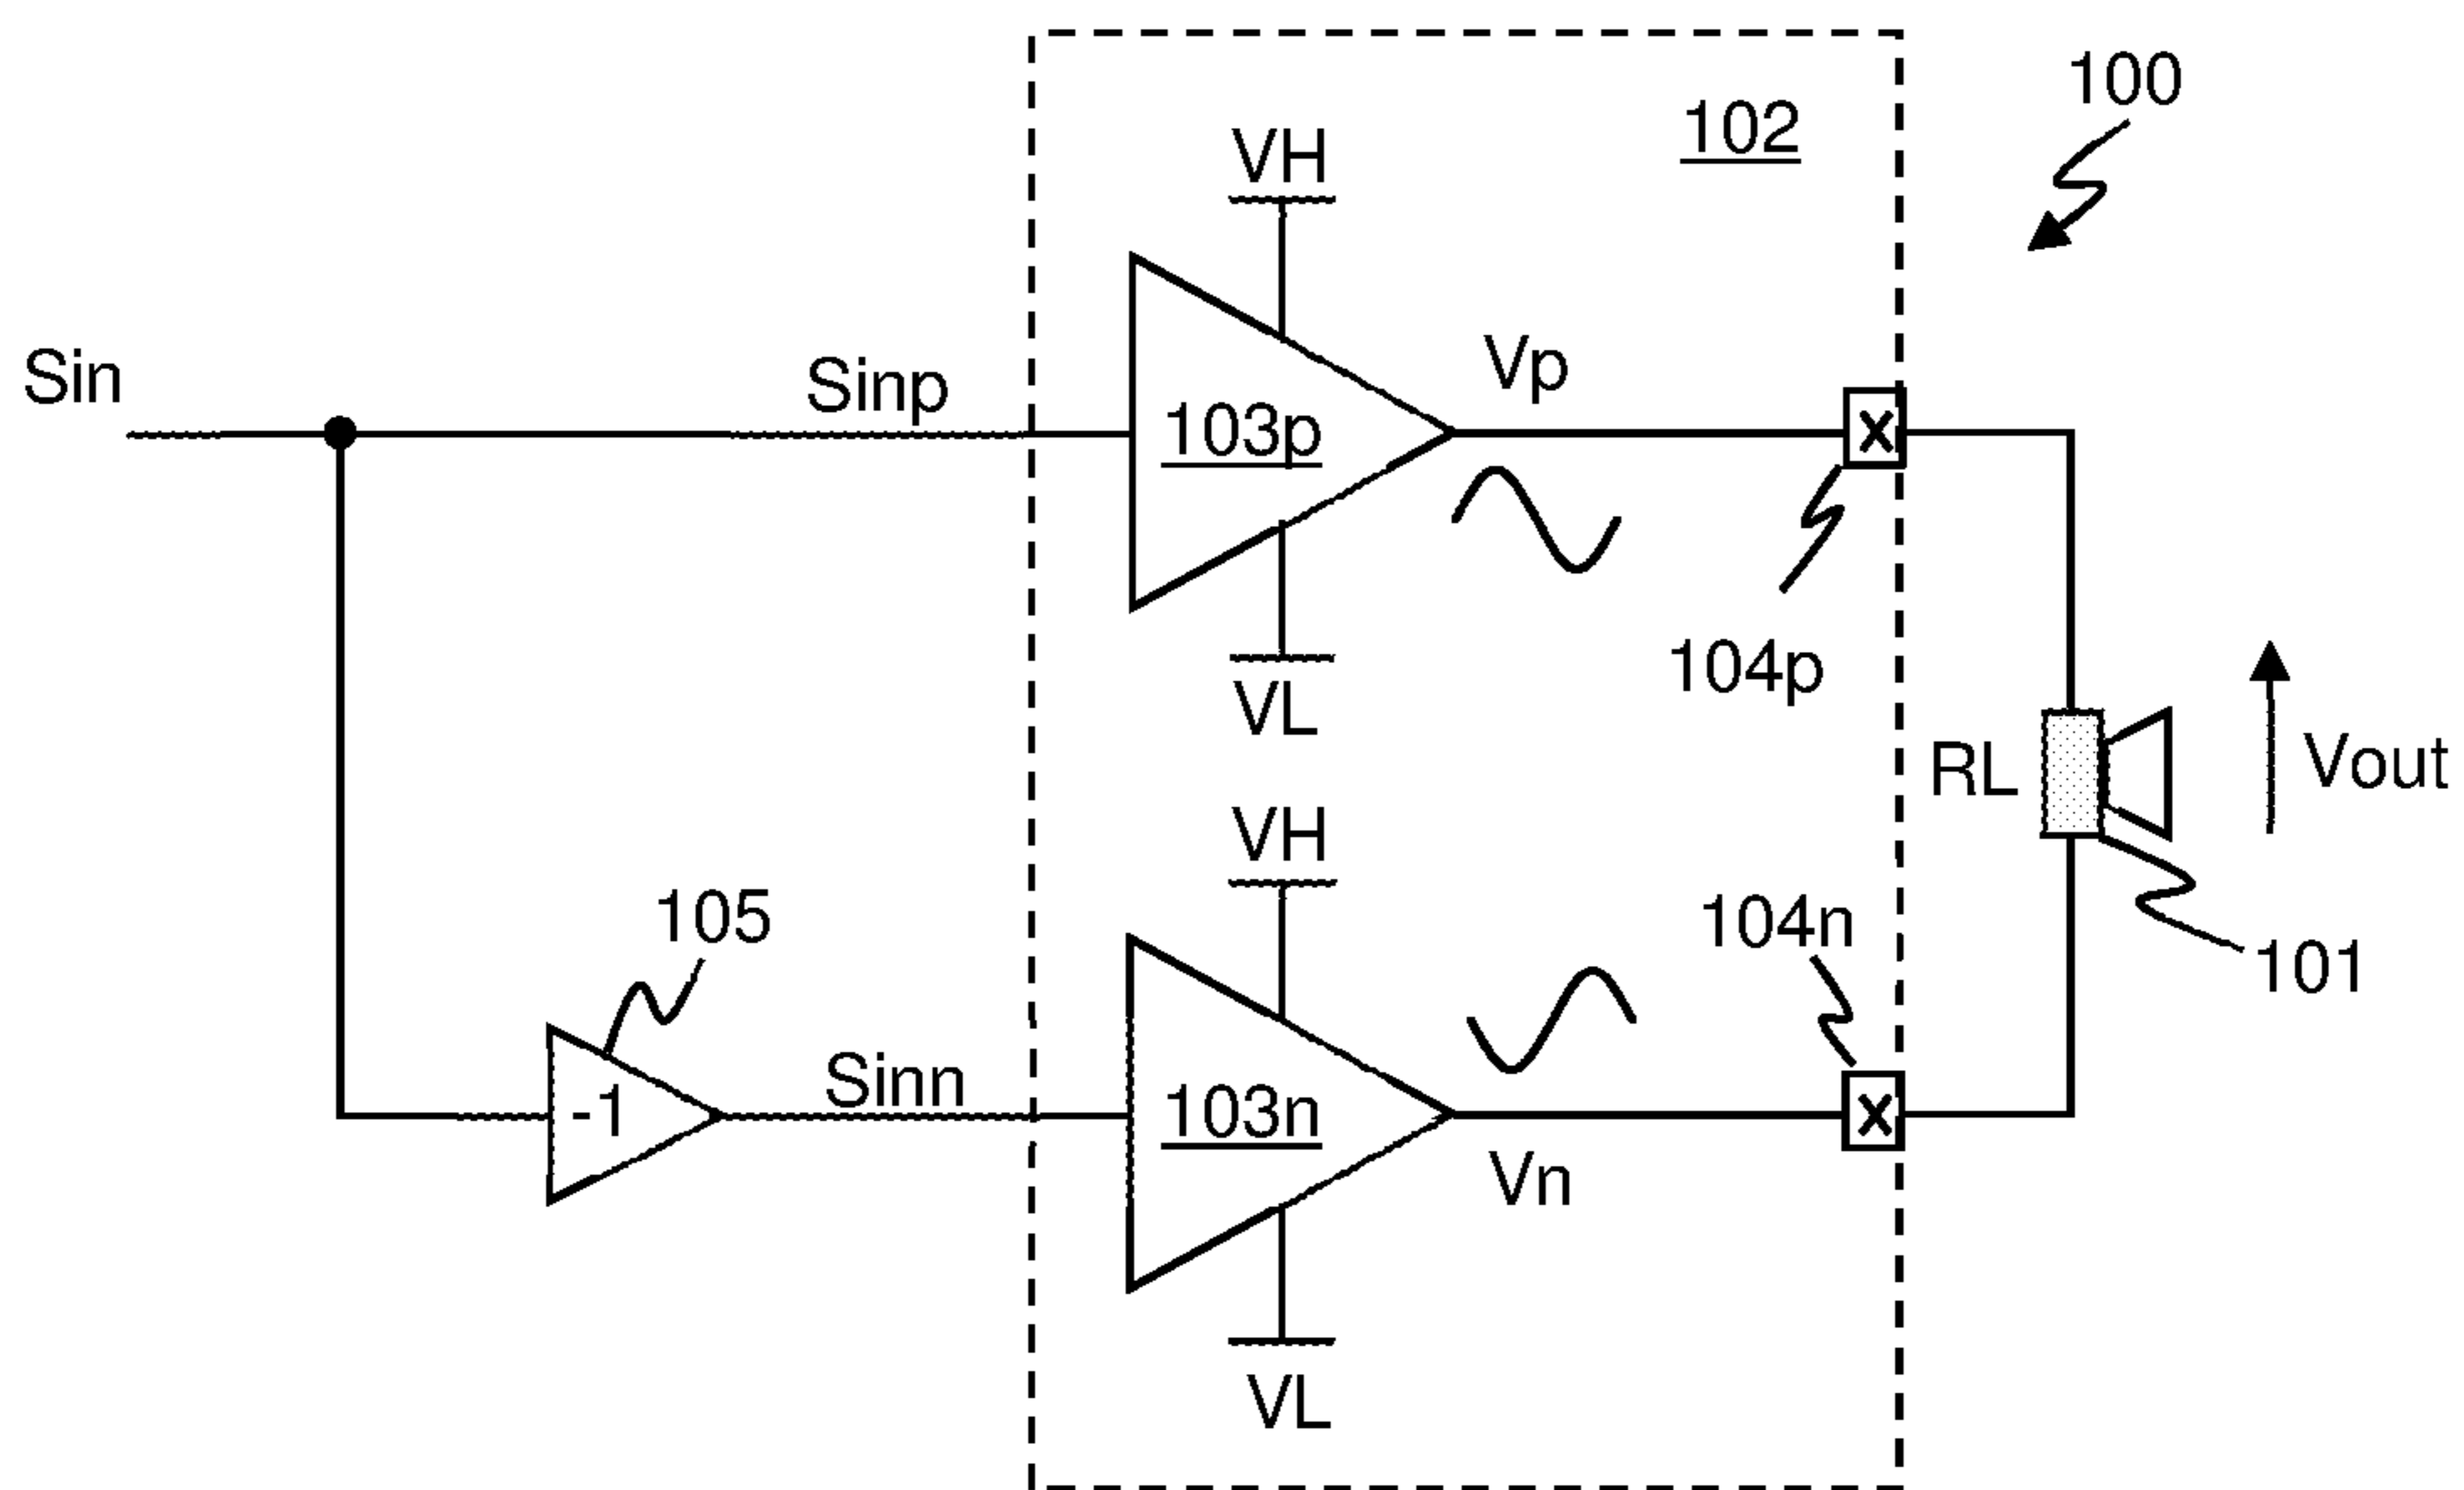 100
102
VH
Sin
Sinp
103p
Vp
x
104p
VL
RL
Vout
VH
105
104n
101
-1
Sinn
103n
x
Vn
VL